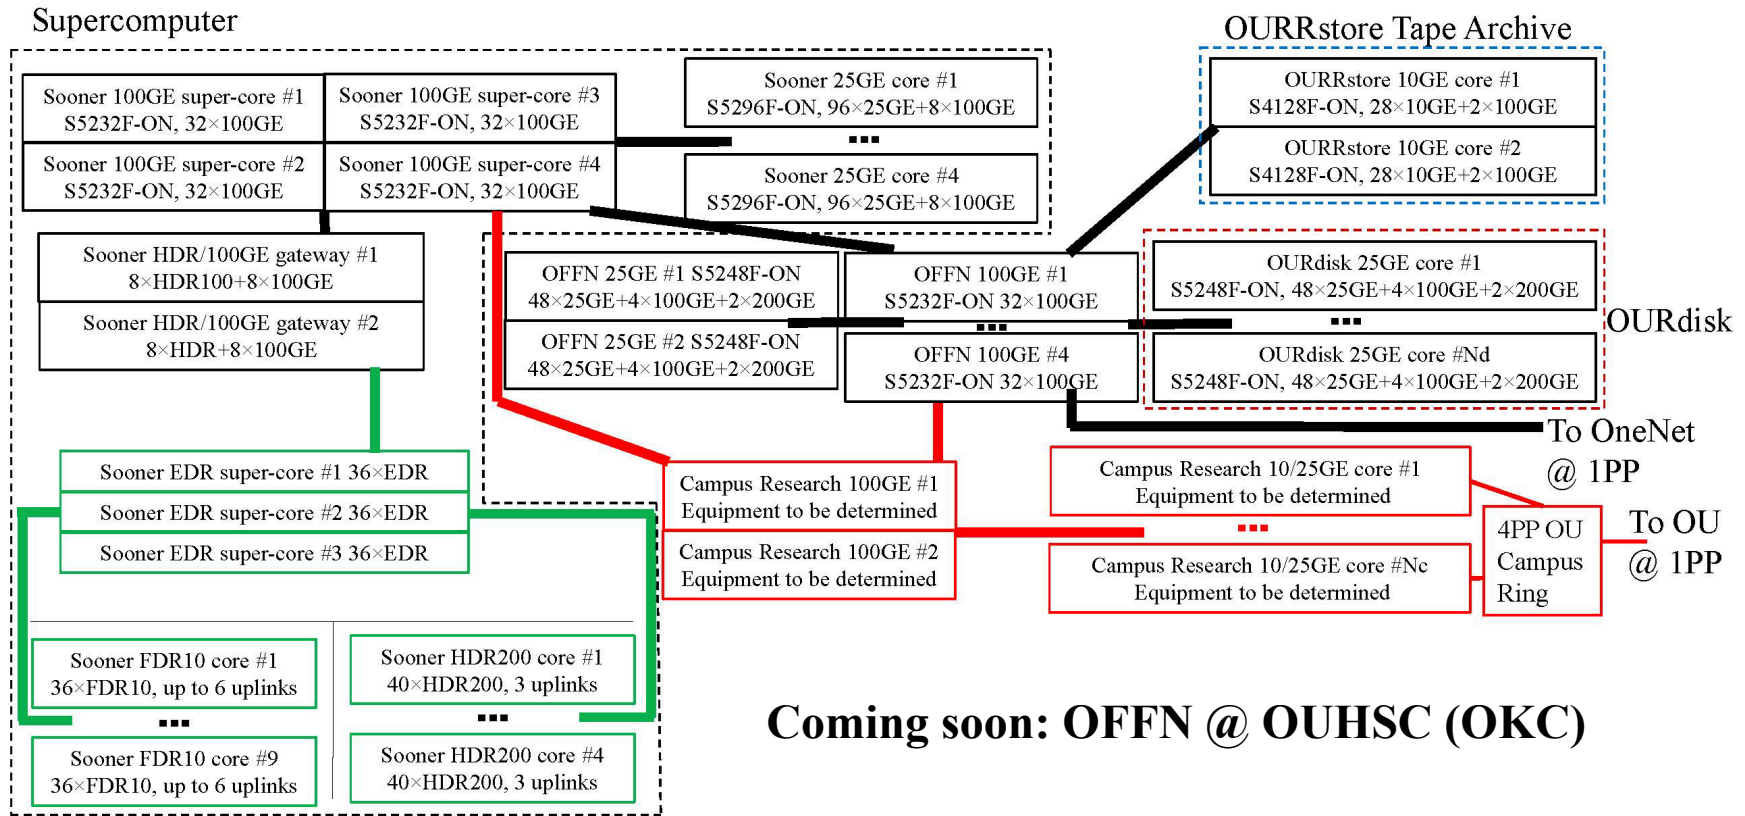 Supercomputer
OURRstore Tape Archive
Sooner 100GE super-core #1
S5232F-ON, 32×100GE
Sooner 100GE super-core #3
S5232F-ON, 32×100GE
Sooner 100GE super-core #2
S5232F-ON, 32×100GE
Sooner 100GE super-core #4
S5232F-ON, 32×100GE
Sooner 25GE core #1
S5296F-ON, 96×25GE+8×100GE
...
Sooner 25GE core #4
S5296F-ON, 96×25GE+8×100GE
OURRstore 10GE core #1
S4128F-ON, 28×10GE+2×100GE
OURRstore 10GE core #2
S4128F-ON, 28×10GE+2×100GE
Sooner HDR/100GE gateway #1
8×HDR100+8×100GE
Sooner HDR/100GE gateway #2
8×HDR+8×100GE
OFFN 25GE #1 S5248F-ON
48×25GE+4×100GE+2×200GE
OFFN 25GE #2 S5248F-ON
48×25GE+4×100GE+2×200GE
OFFN 100GE #1
S5232F-ON 32×100GE
...
OFFN 100GE #4
S5232F-ON 32×100GE
OURdisk 25GE core #1
S5248F-ON, 48×25GE+4×100GE+2×200GE
...
OURdisk 25GE core #Nd
S5248F-ON, 48×25GE+4×100GE+2×200GE
OURdisk
To OneNet
@ 1PP
Sooner EDR super-core #1 36×EDR
Sooner EDR super-core #2 36×EDR
Sooner EDR super-core #3 36×EDR
Campus Research 100GE #1
Equipment to be determined
Campus Research 100GE #2
Equipment to be determined
Campus Research 10/25GE core #1
Equipment to be determined
...
Campus Research 10/25GE core #Nc
Equipment to be determined
4PP OU
Campus
Ring
To OU
@ 1PP
Sooner FDR10 core #1
36×FDR10, up to 6 uplinks
...
Sooner FDR10 core #9
36×FDR10, up to 6 uplinks
Sooner HDR200 core #1
40×HDR200, 3 uplinks
...
Sooner HDR200 core #4
40×HDR200, 3 uplinks
Coming soon: OFFN @ OUHSC (OKC)